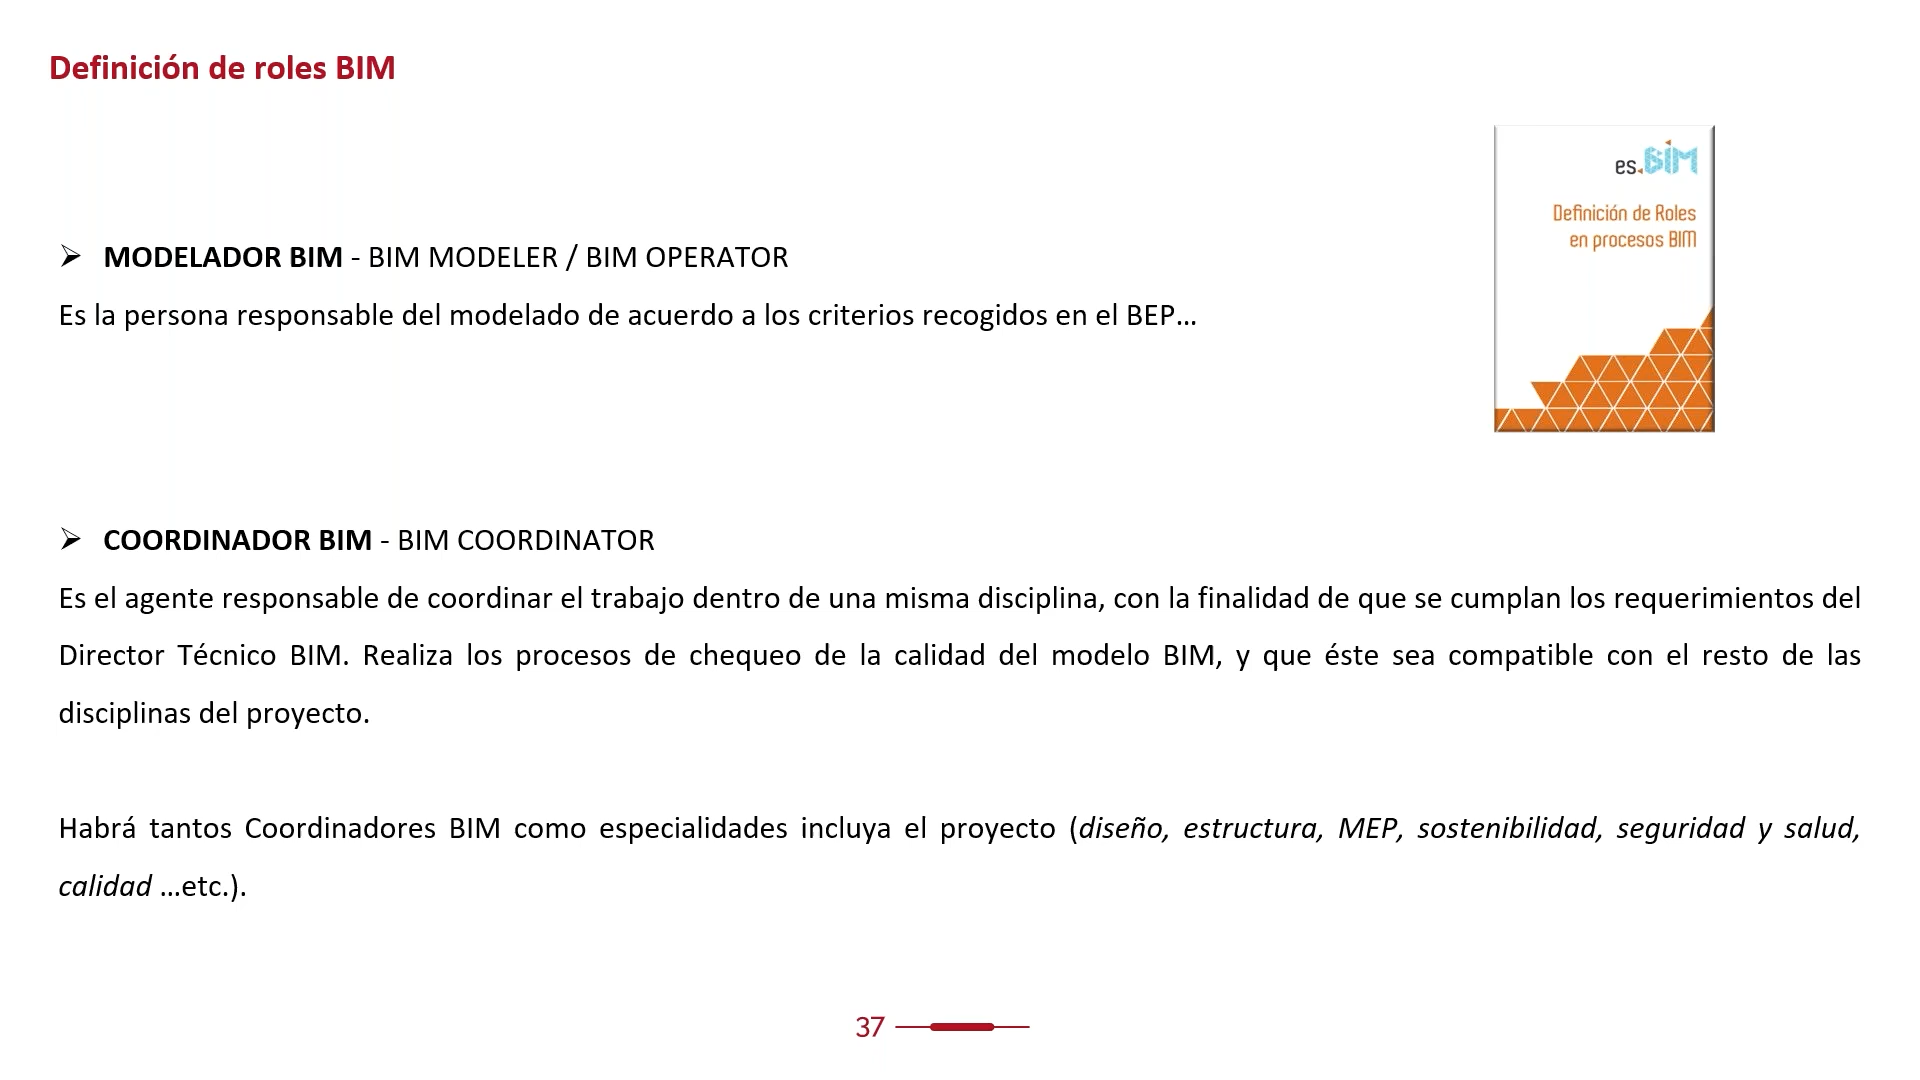 Definición de roles BIM
es.BIM
Definición de Roles
en procesos BIM
➢ MODELADOR BIM - BIM MODELER / BIM OPERATOR
Es la persona responsable del modelado de acuerdo a los criterios recogidos en el BEP…
➢ COORDINADOR BIM - BIM COORDINATOR
Es el agente responsable de coordinar el trabajo dentro de una misma disciplina, con la finalidad de que se cumplan los requerimientos del
Director Técnico BIM. Realiza los procesos de chequeo de la calidad del modelo BIM, y que éste sea compatible con el resto de las
disciplinas del proyecto.
Habrá tantos Coordinadores BIM como especialidades incluya el proyecto (diseño, estructura, MEP, sostenibilidad, seguridad y salud,
calidad …etc.).
37